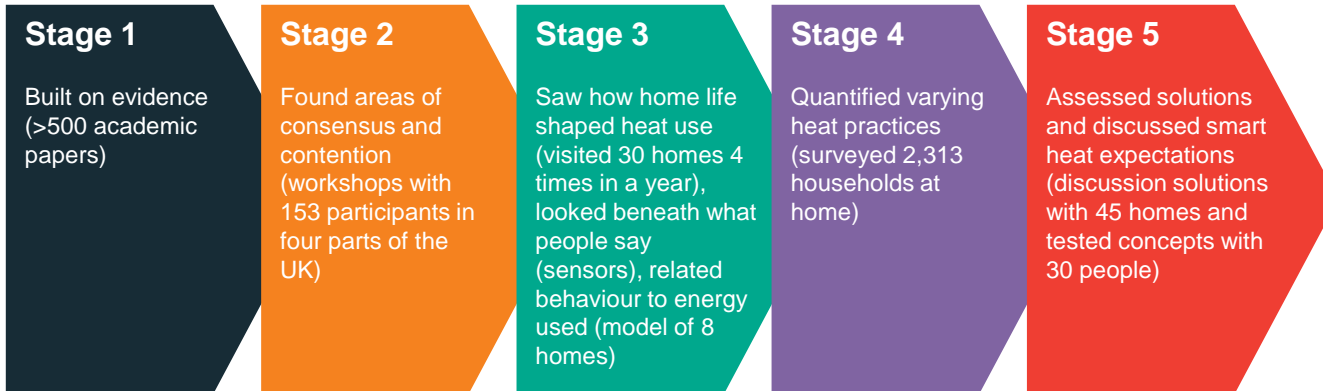 Stage 1
Built on evidence
(>500 academic
papers)
Stage 2
Found areas of
consensus and
contention
(workshops with
153 participants in
four parts of the
UK)
Stage 3
Saw how home life
shaped heat use
(visited 30 homes 4
times in a year),
looked beneath what
people say
(sensors), related
behaviour to energy
used (model of 8
homes)
Stage 4
Quantified varying
heat practices
(surveyed 2,313
households at
home)
Stage 5
Assessed solutions
and discussed smart
heat expectations
(discussion solutions
with 45 homes and
tested concepts with
30 people)